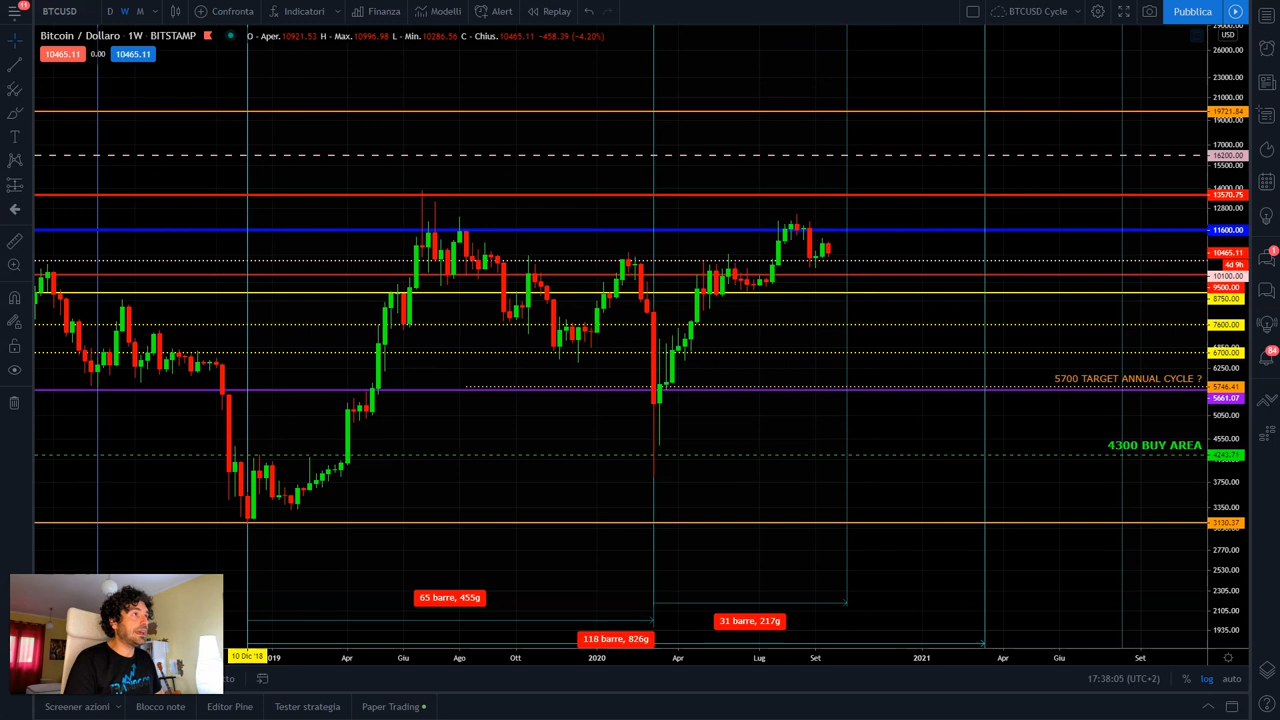 11
BTCUSD D W M Confronta Indicatori Finanza Modelli Alert Replay BTCUSD Cycle Pubblica
Bitcoin / Dollaro · 1W · BITSTAMP O - Aper. 10921.53 H - Max. 10996.98 L - Min. 10286.56 C - Chius. 10465.11 -458.39 (-4.20%)
10465.11 0.00 10465.11
USD
26000.00
23000.00
21000.00
19721.84
19000.00
17000.00
16200.00
15500.00
14000.00
13570.75
12800.00
11600.00
10465.11
4d 9h
10100.00
9500.00
8750.00
7600.00
6700.00
6250.00
5700 TARGET ANNUAL CYCLE ?
5746.41
5661.07
5050.00
4550.00
4300 BUY AREA
4243.71
3750.00
3350.00
3130.37
2770.00
2530.00
2305.00
2105.00
1935.00
1
84
65 barre, 455g
31 barre, 217g
118 barre, 826g
10 Dic '18 2019 Apr Giu Ago Ott 2020 Apr Lug Set 2021 Apr Giu Set
17:38:05 (UTC+2) % log auto
Screener azioni Blocco note Editor Pine Tester strategia Paper Trading